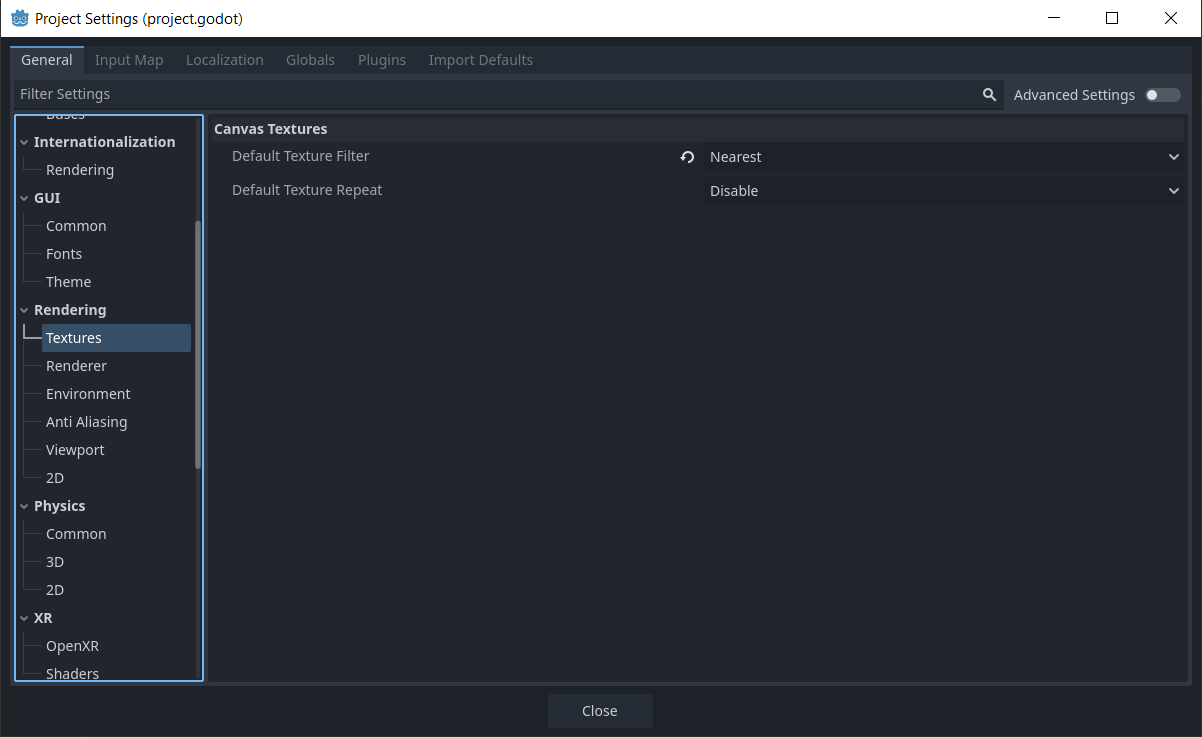 Project Settings (project.godot)
General Input Map Localization Globals Plugins Import Defaults
Filter Settings
Advanced Settings
Bases
Internationalization
Rendering
GUI
Common
Fonts
Theme
Rendering
Textures
Renderer
Environment
Anti Aliasing
Viewport
2D
Physics
Common
3D
2D
XR
OpenXR
Shaders
Canvas Textures
Default Texture Filter Nearest
Default Texture Repeat Disable
Close